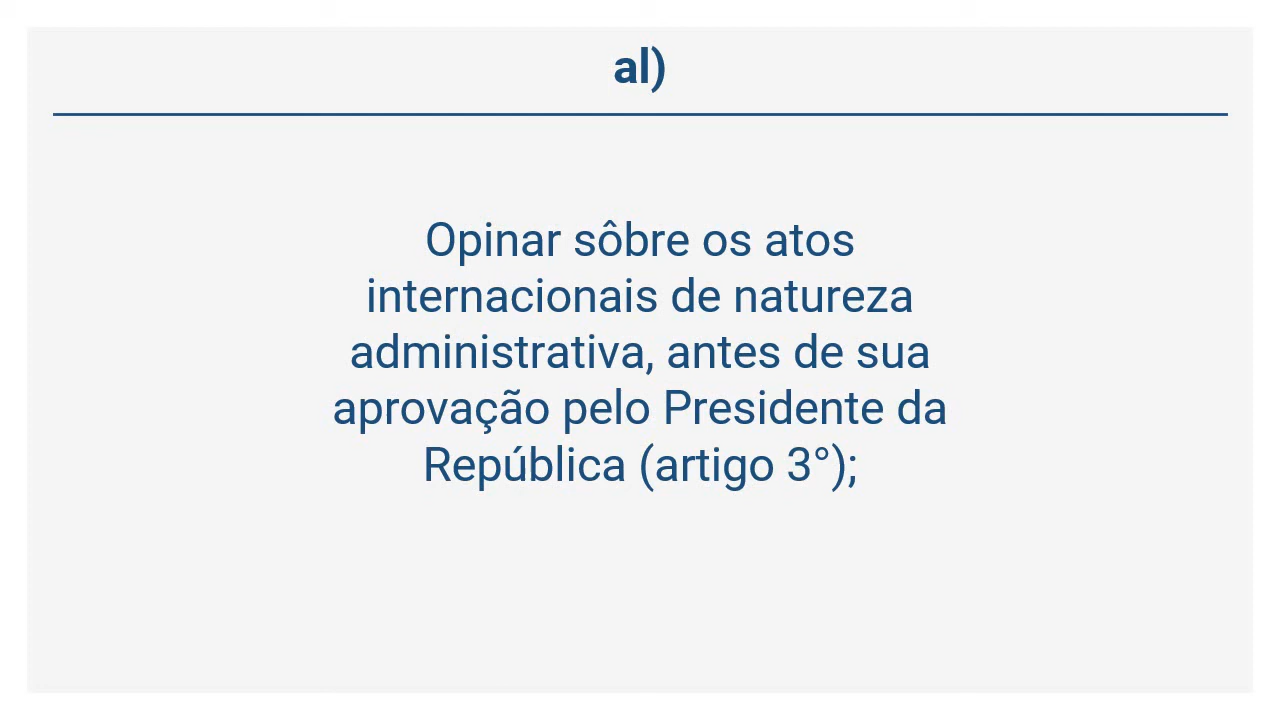 al)
Opinar sôbre os atos
internacionais de natureza
administrativa, antes de sua
aprovação pelo Presidente da
República (artigo 3°);